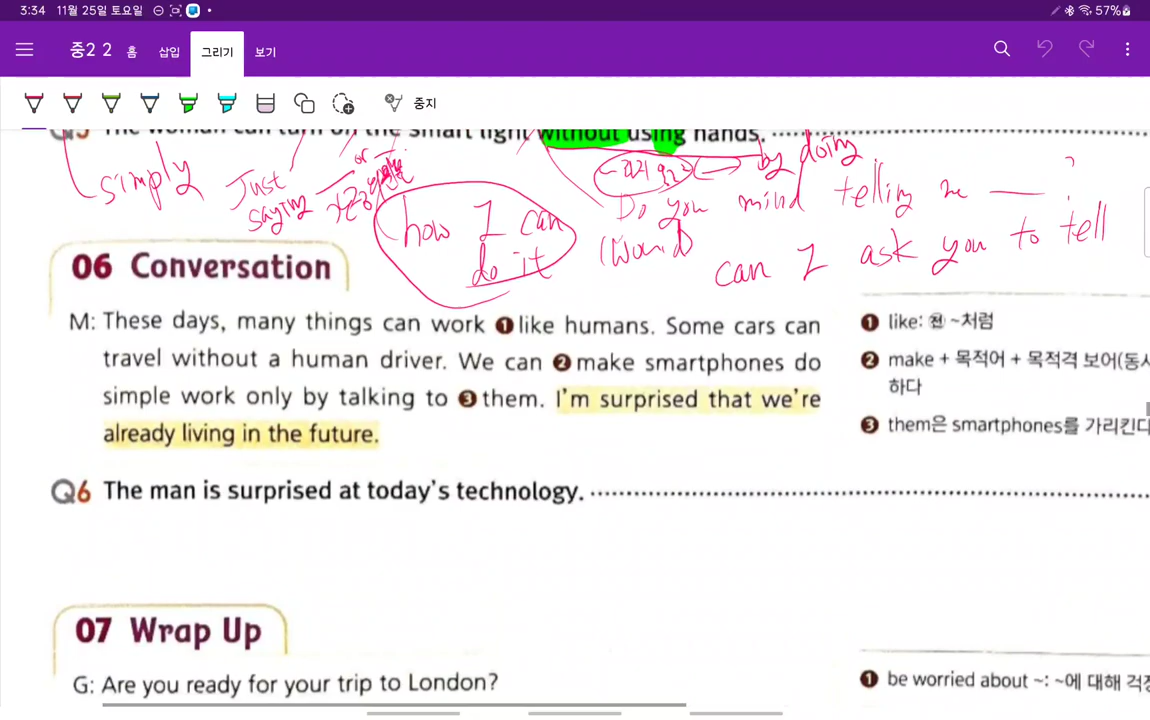 3:34 11월 25일 토요일 57%
중2 2 홈 삽입 그리기 보기
중지
The woman can turn on the smart light without using hands.
simply Just saying or
by doing
Do you mind telling me ?
(Would
how I can do it
can I ask you to tell
06 Conversation
M: These days, many things can work ❶like humans. Some cars can
travel without a human driver. We can ❷make smartphones do
simple work only by talking to ❸them. I'm surprised that we're
already living in the future.
❶ like: 전 ~처럼
❷ make + 목적어 + 목적격 보어(동사
하다
❸ them은 smartphones를 가리킨다
Q6 The man is surprised at today's technology.
07 Wrap Up
G: Are you ready for your trip to London?
❶ be worried about ~: ~에 대해 걱정